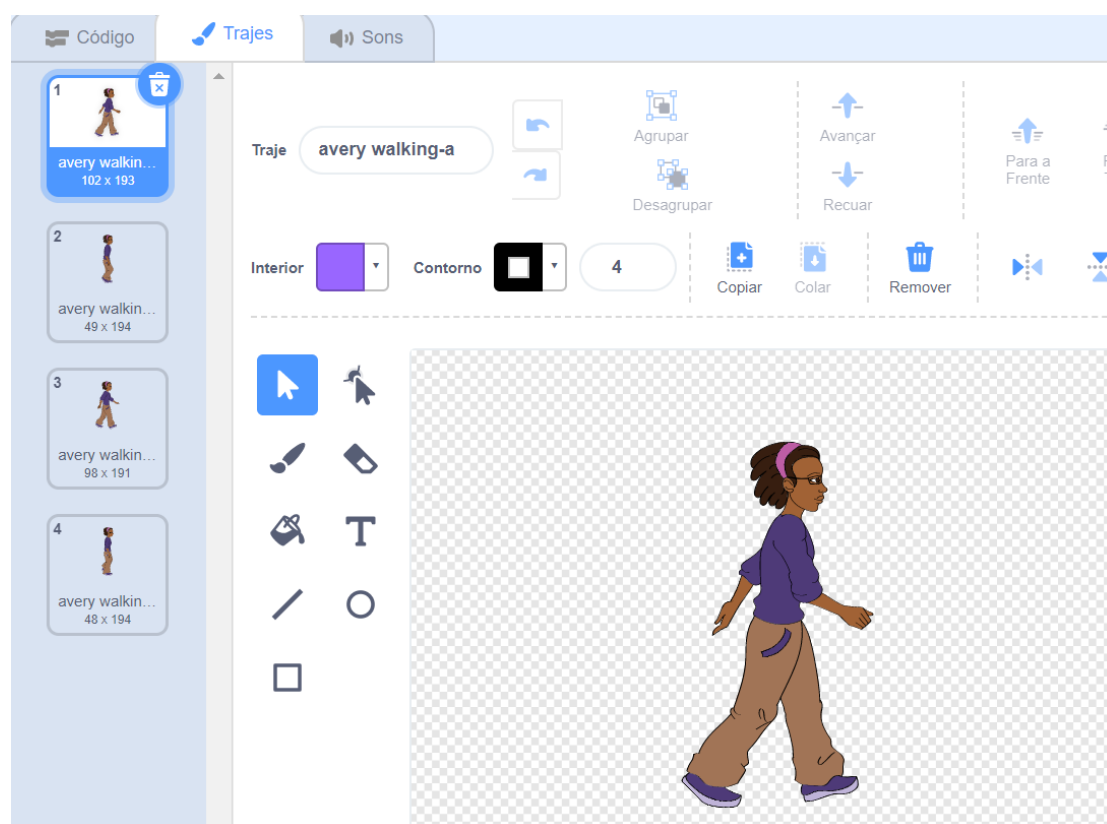 Código
Trajes
Sons
1
avery walkin...
102 x 193
2
avery walkin...
49 x 194
3
avery walkin...
98 x 191
4
avery walkin...
48 x 194
Traje
avery walking-a
Agrupar
Desagrupar
Avançar
Recuar
Para a
Frente
Interior
Contorno
4
Copiar
Colar
Remover
T